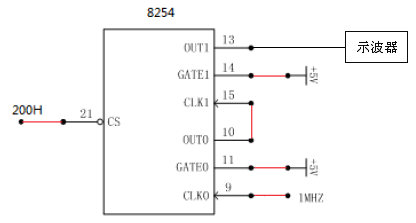 8254
OUT1 13 示波器
GATE1 14 +5V
CLK1 15
200H 21 CS
OUT0 10
GATE0 11 +5V
CLK0 9 1MHZ